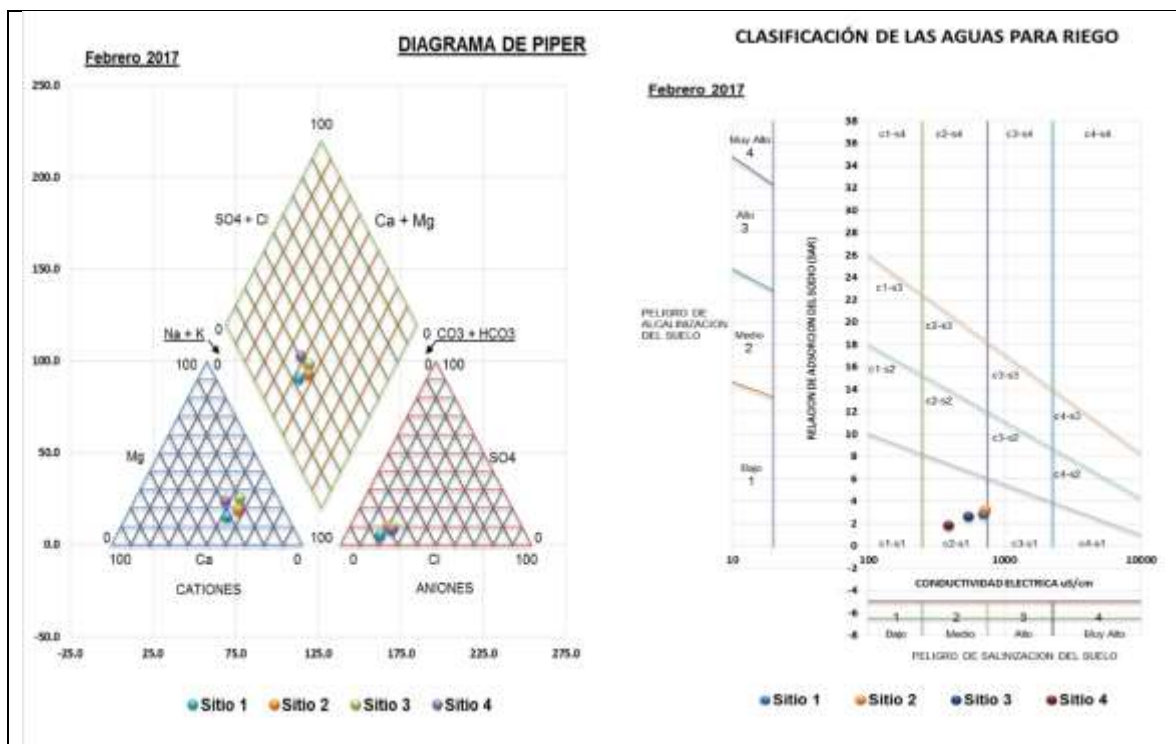 DIAGRAMA DE PIPER
Febrero 2017
250.0
200.0
150.0
100.0
50.0
0.0
-50.0
-25.0 25.0 75.0 125.0 175.0 225.0 275.0
100
SO4 + Cl
Ca + Mg
0 0
Na + K
CO3 + HCO3
100 0
0 100
Mg
SO4
0 0 100 0
100 Ca 0
0 Cl 100
CATIONES
ANIONES
Sitio 1 Sitio 2 Sitio 3 Sitio 4
CLASIFICACIÓN DE LAS AGUAS PARA RIEGO
Febrero 2017
Muy Alto
4
Alto
3
PELIGRO DE
ALCALINIZACION
DEL SUELO
Medio
2
Bajo
1
10
RELACION DE ADSORCION DEL SODIO (SAR)
38
36
34
32
30
28
26
24
22
20
18
16
14
12
10
8
6
4
2
0
-2
-4
-6
-8
c1-s4 c2-s4 c3-s4 c4-s4
c1-s3
c2-s3
c3-s3
c4-s3
c1-s2
c2-s2
c3-s2
c4-s2
c1-s1 c2-s1 c3-s1 c4-s1
100 1000 10000
CONDUCTIVIDAD ELECTRICA uS/cm
1 2 3 4
Bajo Medio Alto Muy Alto
PELIGRO DE SALINIZACION DEL SUELO
Sitio 1 Sitio 2 Sitio 3 Sitio 4